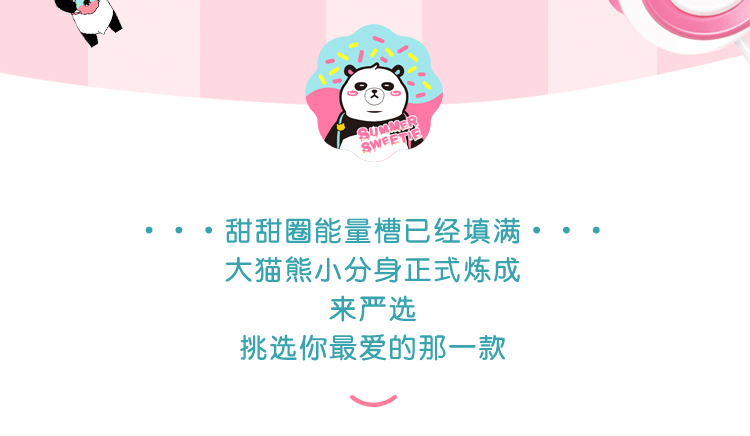 SUMMER
SWEETIE
···甜甜圈能量槽已经填满···
大猫熊小分身正式炼成
来严选
挑选你最爱的那一款